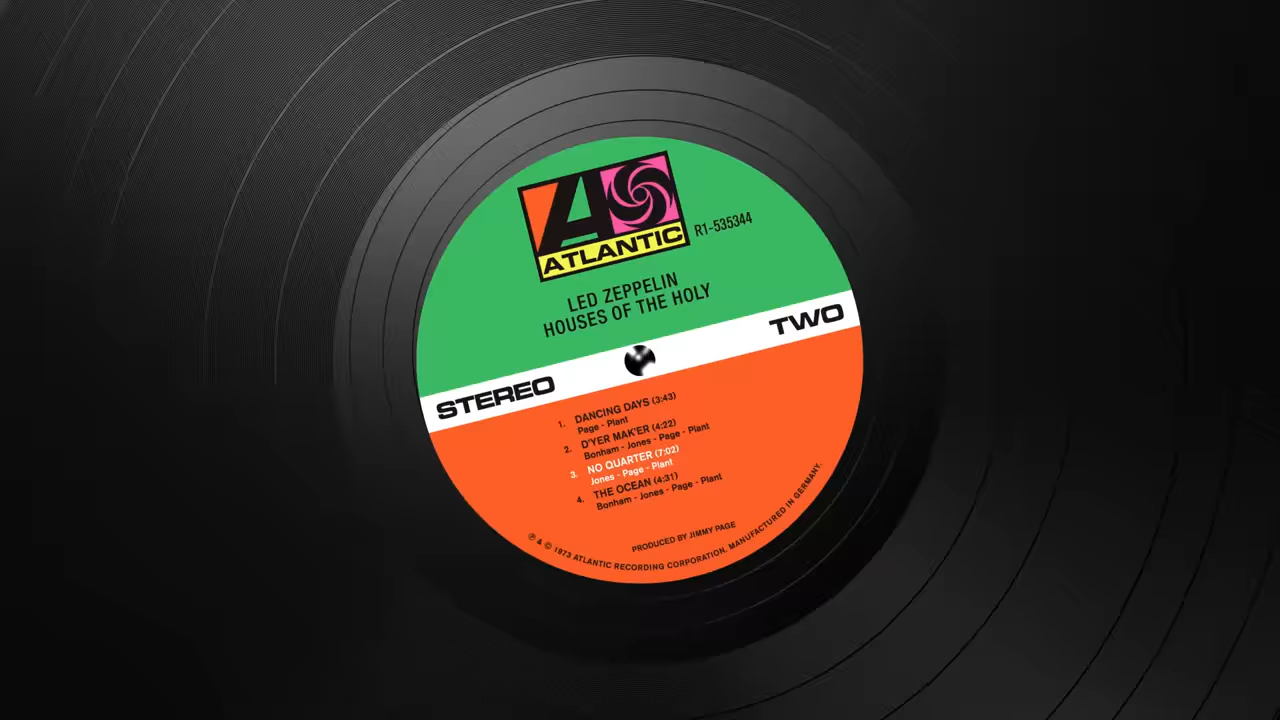 ATLANTIC
R1-535344
LED ZEPPELIN
HOUSES OF THE HOLY
STEREO
TWO
1. DANCING DAYS (3:43)
Page - Plant
2. D'YER MAK'ER (4:22)
Bonham - Jones - Page - Plant
3. NO QUARTER (7:02)
Jones - Page - Plant
4. THE OCEAN (4:31)
Bonham - Jones - Page - Plant
PRODUCED BY JIMMY PAGE
℗ & © 1973 ATLANTIC RECORDING CORPORATION. MANUFACTURED IN GERMANY.